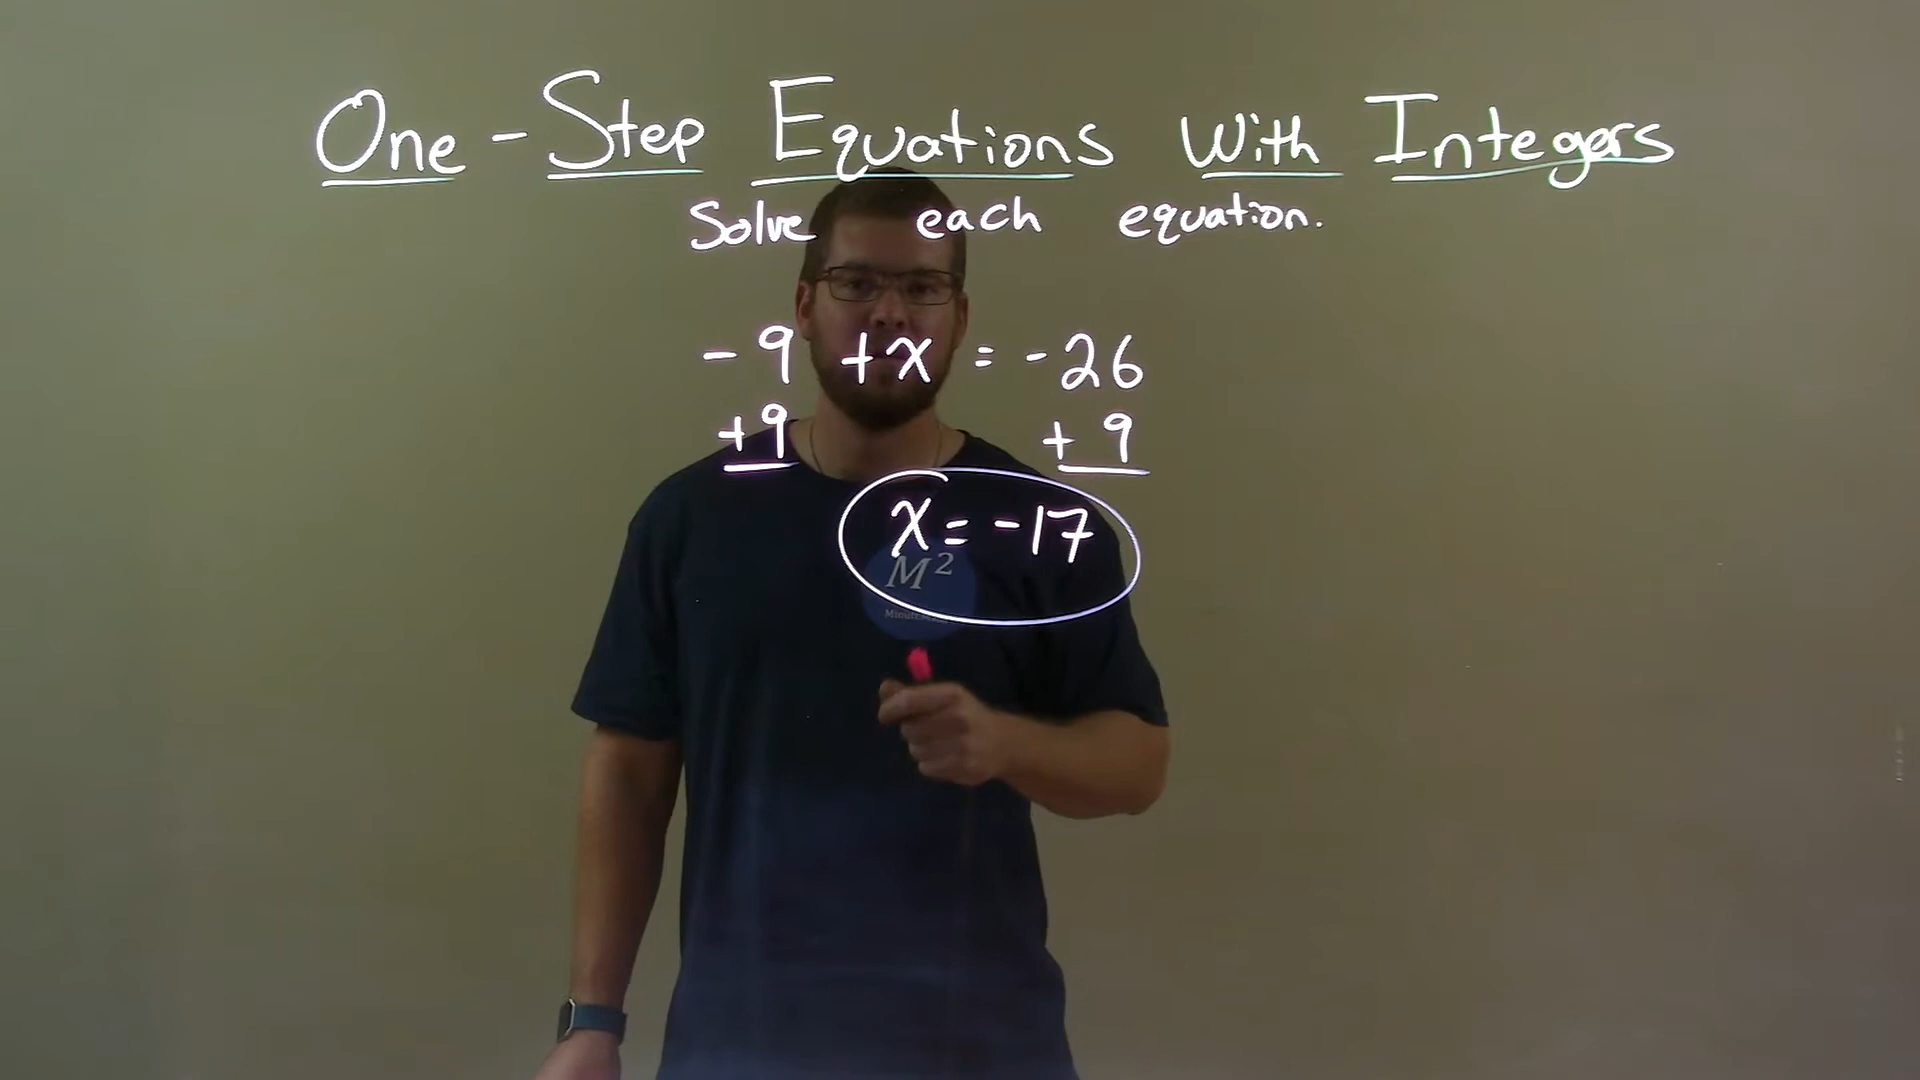 One-Step Equations With Integers
Solve each equation.
-9 +x = -26
+9 +9
x = -17
M²